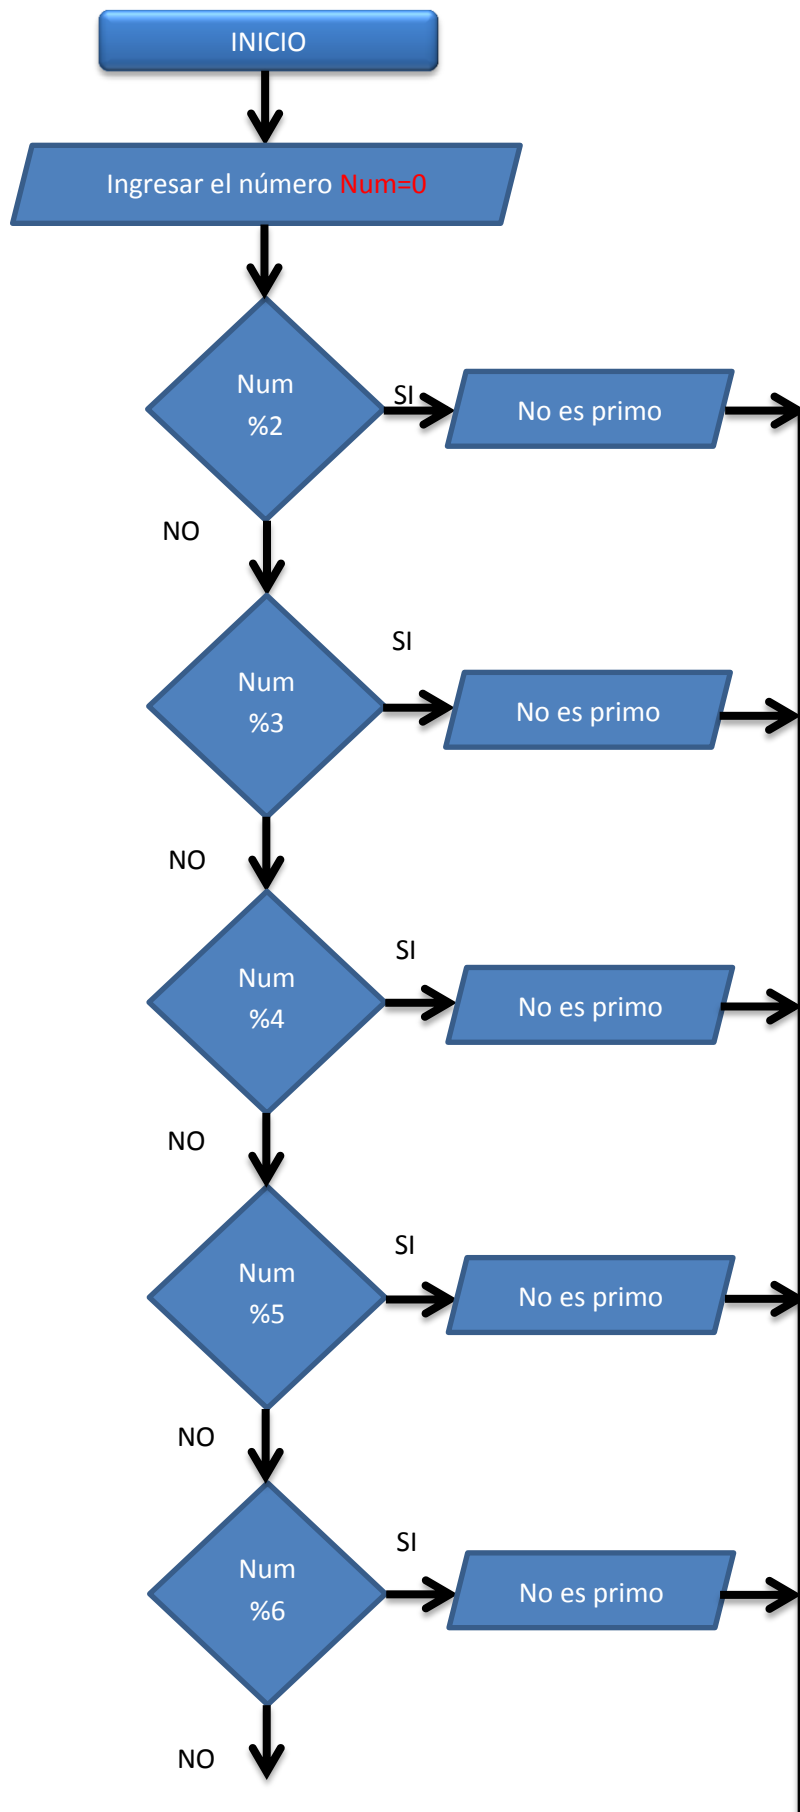 INICIO
Ingresar el número Num=0
Num
%2
SI
No es primo
NO
Num
%3
SI
No es primo
NO
Num
%4
SI
No es primo
NO
Num
%5
SI
No es primo
NO
Num
%6
SI
No es primo
NO